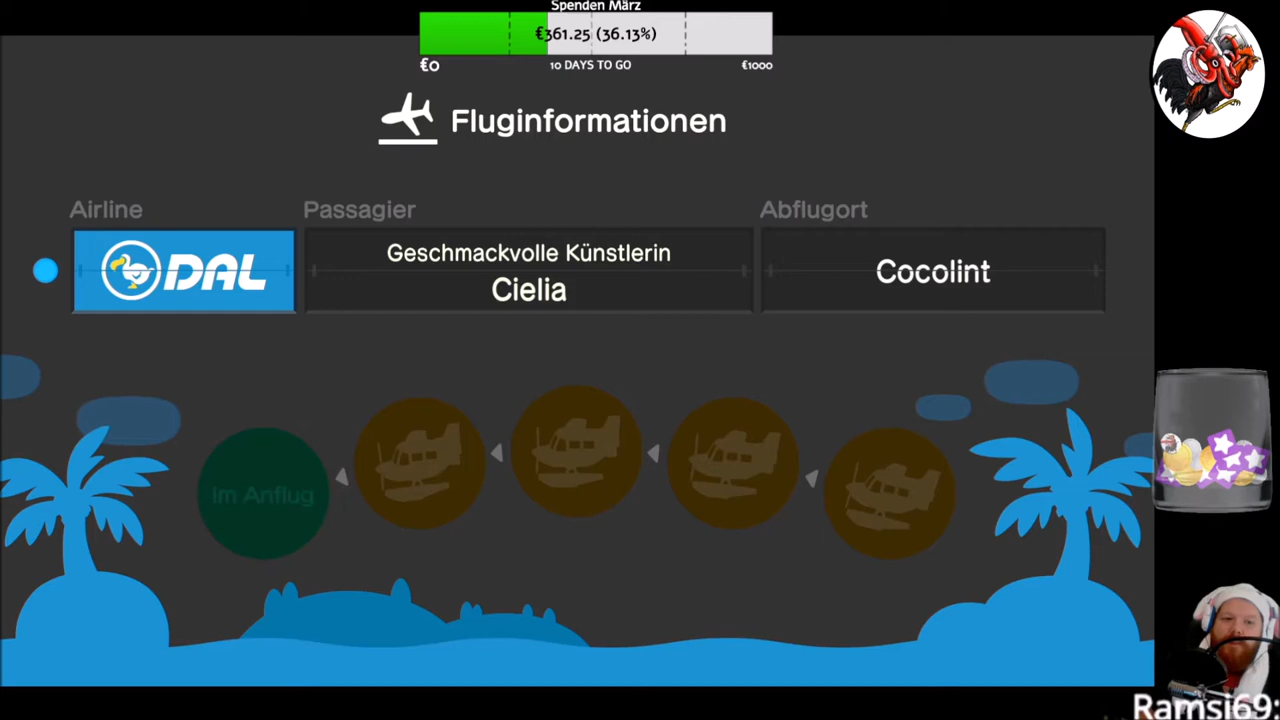 Spenden März
€361.25 (36.13%)
€0
10 DAYS TO GO
€1000
Fluginformationen
Airline
Passagier
Abflugort
DAL
Geschmackvolle Künstlerin
Cielia
Cocolint
Im Anflug
Ramsi69: